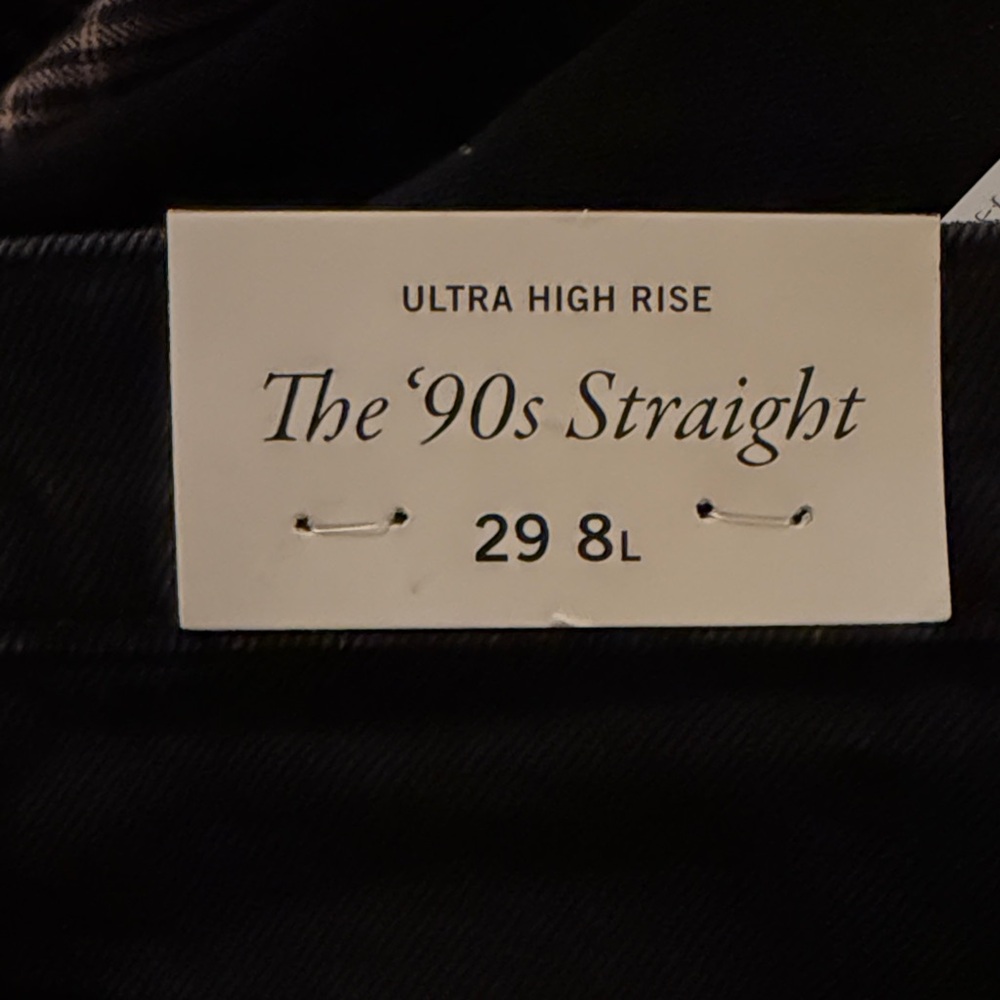 ULTRA HIGH RISE
The ‘90s Straight
29 8L